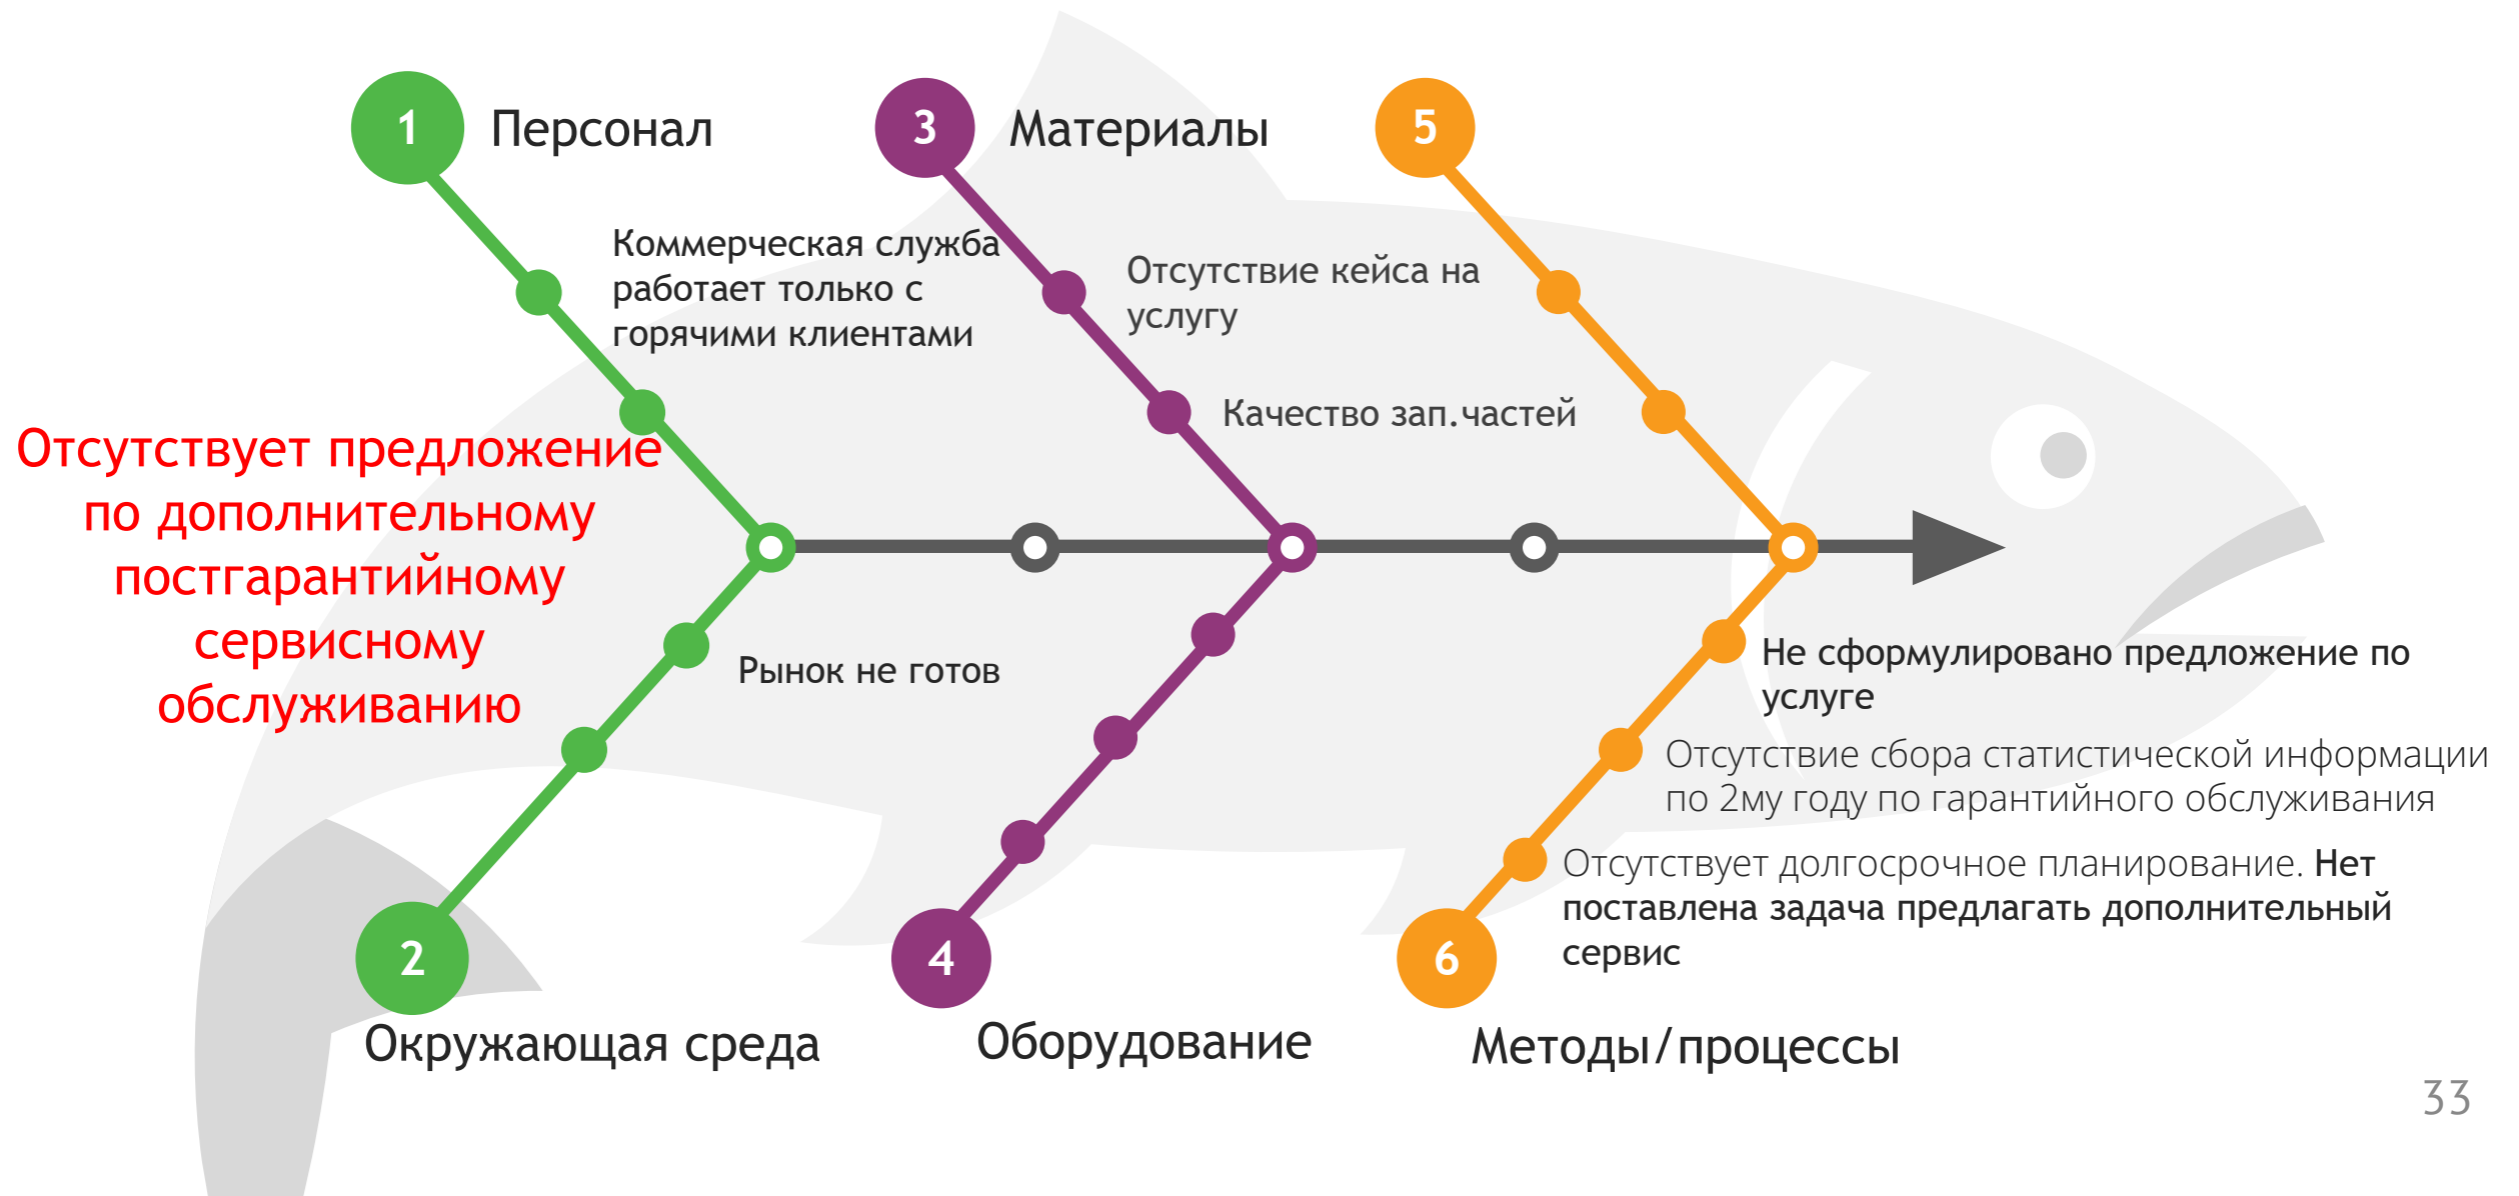 1
Персонал
Коммерческая служба
работает только с
горячими клиентами
3
Материалы
Отсутствие кейса на
услугу
Качество зап.частей
5
Отсутствует предложение
по дополнительному
постгарантийному
сервисному
обслуживанию
Рынок не готов
2
Окружающая среда
4
Оборудование
Не сформулировано предложение по
услуге
Отсутствие сбора статистической информации
по 2му году по гарантийного обслуживания
Отсутствует долгосрочное планирование. Нет
поставлена задача предлагать дополнительный
сервис
6
Методы/процессы
33